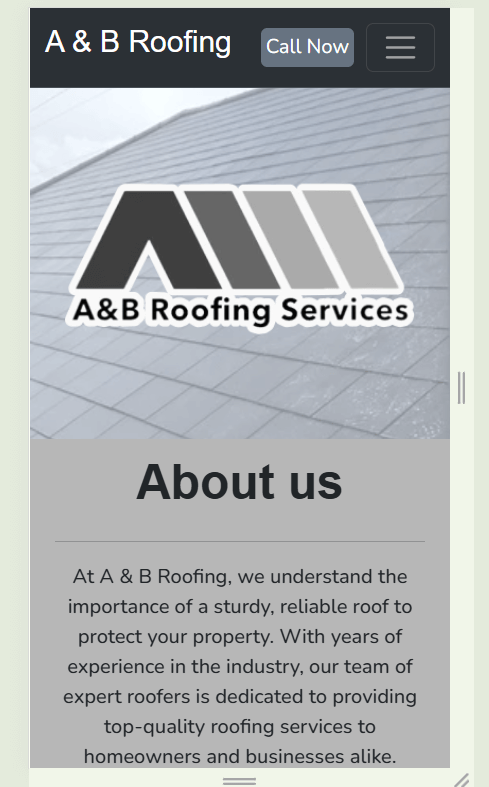 A & B Roofing
Call Now
A&B Roofing Services
About us
At A & B Roofing, we understand the
importance of a sturdy, reliable roof to
protect your property. With years of
experience in the industry, our team of
expert roofers is dedicated to providing
top-quality roofing services to
homeowners and businesses alike.